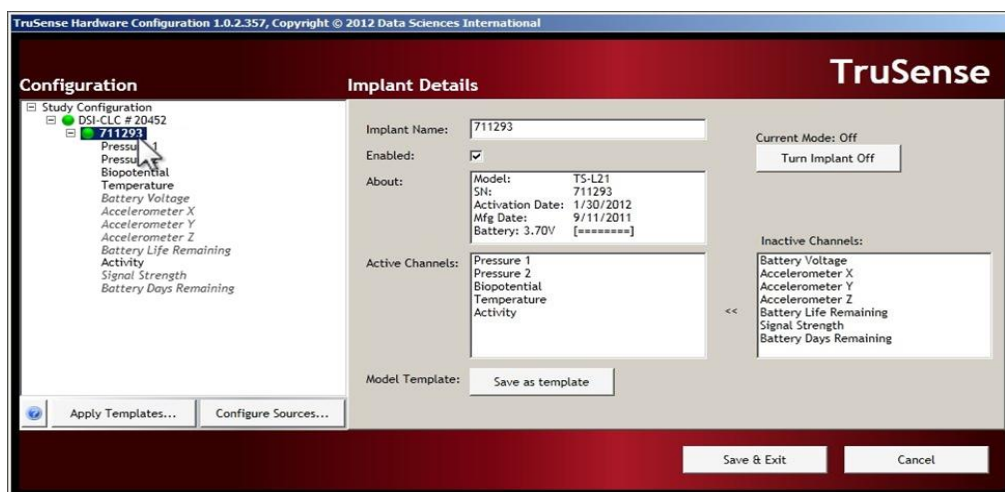 TruSense Hardware Configuration 1.0.2.357, Copyright © 2012 Data Sciences International
TruSense
Configuration
Implant Details
Study Configuration
DSI-CLC # 20452
711293
Pressu 1
Pressu
Biopotential
Temperature
Battery Voltage
Accelerometer X
Accelerometer Y
Accelerometer Z
Battery Life Remaining
Activity
Signal Strength
Battery Days Remaining
Apply Templates...
Configure Sources...
Implant Name: 711293
Enabled:
About:
Model: TS-L21
SN: 711293
Activation Date: 1/30/2012
Mfg Date: 9/11/2011
Battery: 3.70V [========]
Current Mode: Off
Turn Implant Off
Active Channels:
Pressure 1
Pressure 2
Biopotential
Temperature
Activity
<<
Inactive Channels:
Battery Voltage
Accelerometer X
Accelerometer Y
Accelerometer Z
Battery Life Remaining
Signal Strength
Battery Days Remaining
Model Template:
Save as template
Save & Exit
Cancel